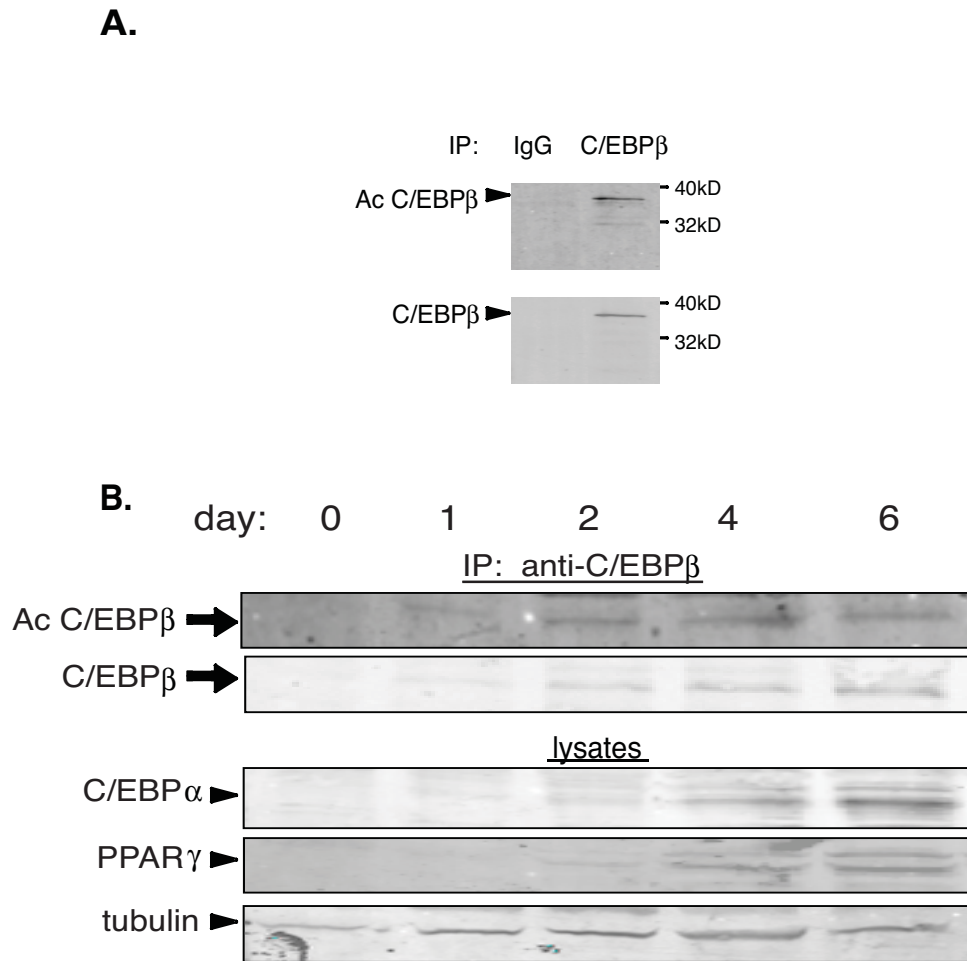 A.
IP: IgG C/EBPβ
Ac C/EBPβ
40kD
32kD
C/EBPβ
40kD
32kD
B.
day: 0 1 2 4 6
IP: anti-C/EBPβ
Ac C/EBPβ
C/EBPβ
lysates
C/EBPα
PPARγ
tubulin